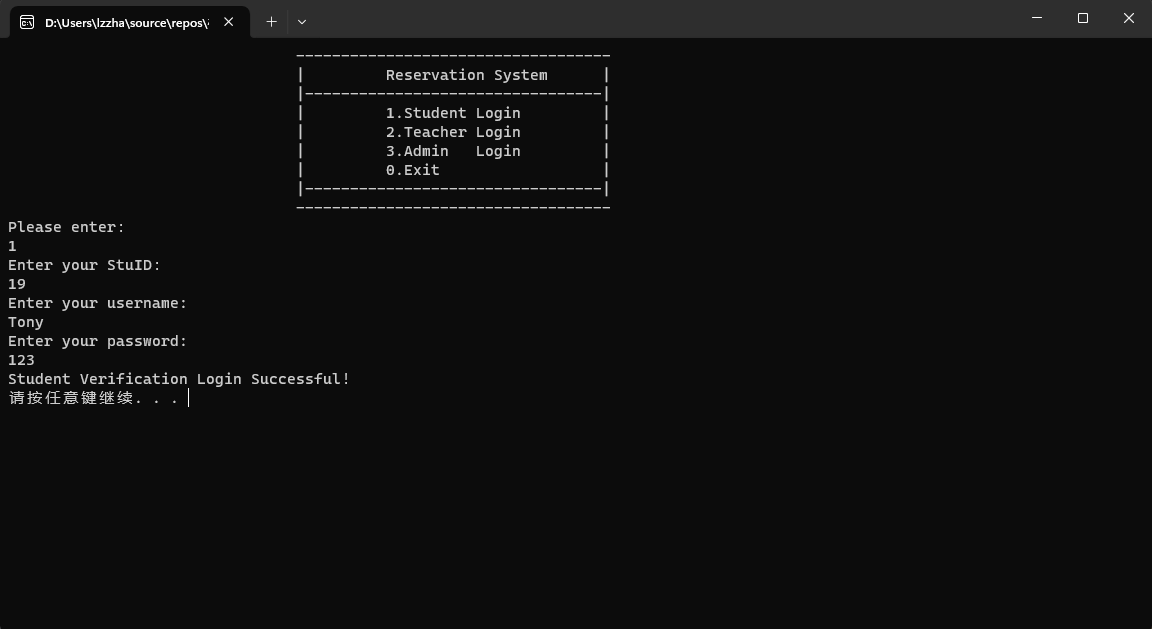 D:\Users\lzzha\source\repos\
Reservation System
1.Student Login
2.Teacher Login
3.Admin   Login
0.Exit
Please enter:
1
Enter your StuID:
19
Enter your username:
Tony
Enter your password:
123
Student Verification Login Successful!
请按任意键继续. . .